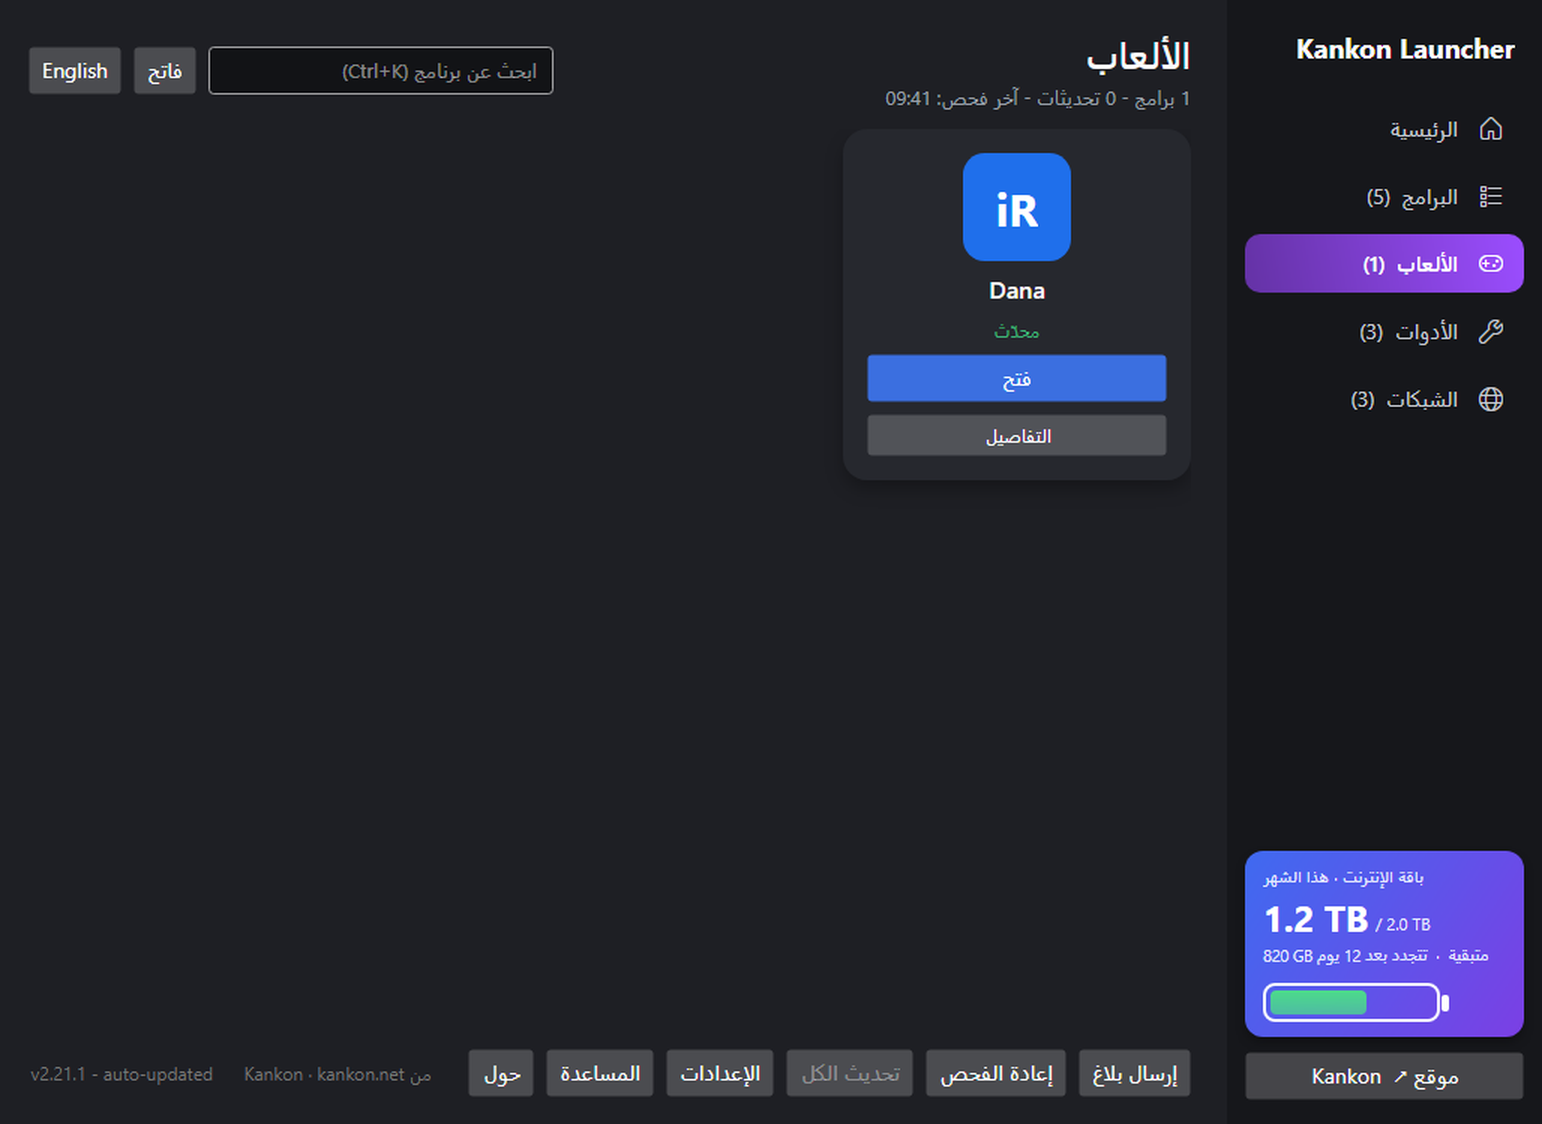 Kankon Launcher
الرئيسية
البرامج (5)
الألعاب (1)
الأدوات (3)
الشبكات (3)
باقة الإنترنت · هذا الشهر
1.2 TB / 2.0 TB
820 GB متبقية · تتجدد بعد 12 يوم
موقع Kankon ↗
الألعاب
1 برامج - 0 تحديثات - آخر فحص: 09:41
ابحث عن برنامج (Ctrl+K)
فاتح
English
iR
Dana
محدّث
فتح
التفاصيل
إرسال بلاغ
إعادة الفحص
تحديث الكل
الإعدادات
المساعدة
حول
من Kankon · kankon.net
v2.21.1 - auto-updated